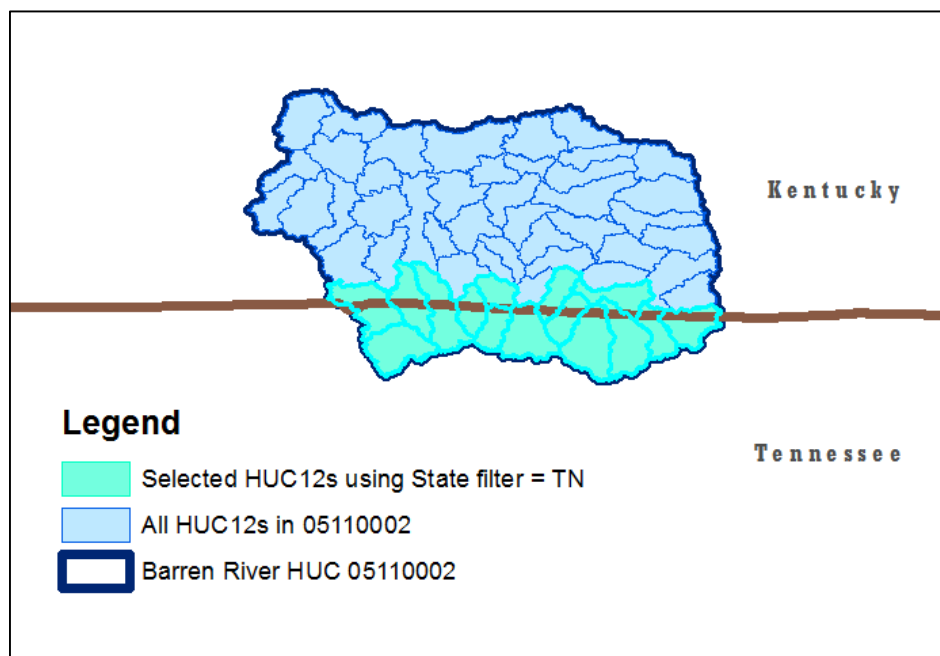 Kentucky
Tennessee
Legend
Selected HUC12s using State filter = TN
All HUC12s in 05110002
Barren River HUC 05110002